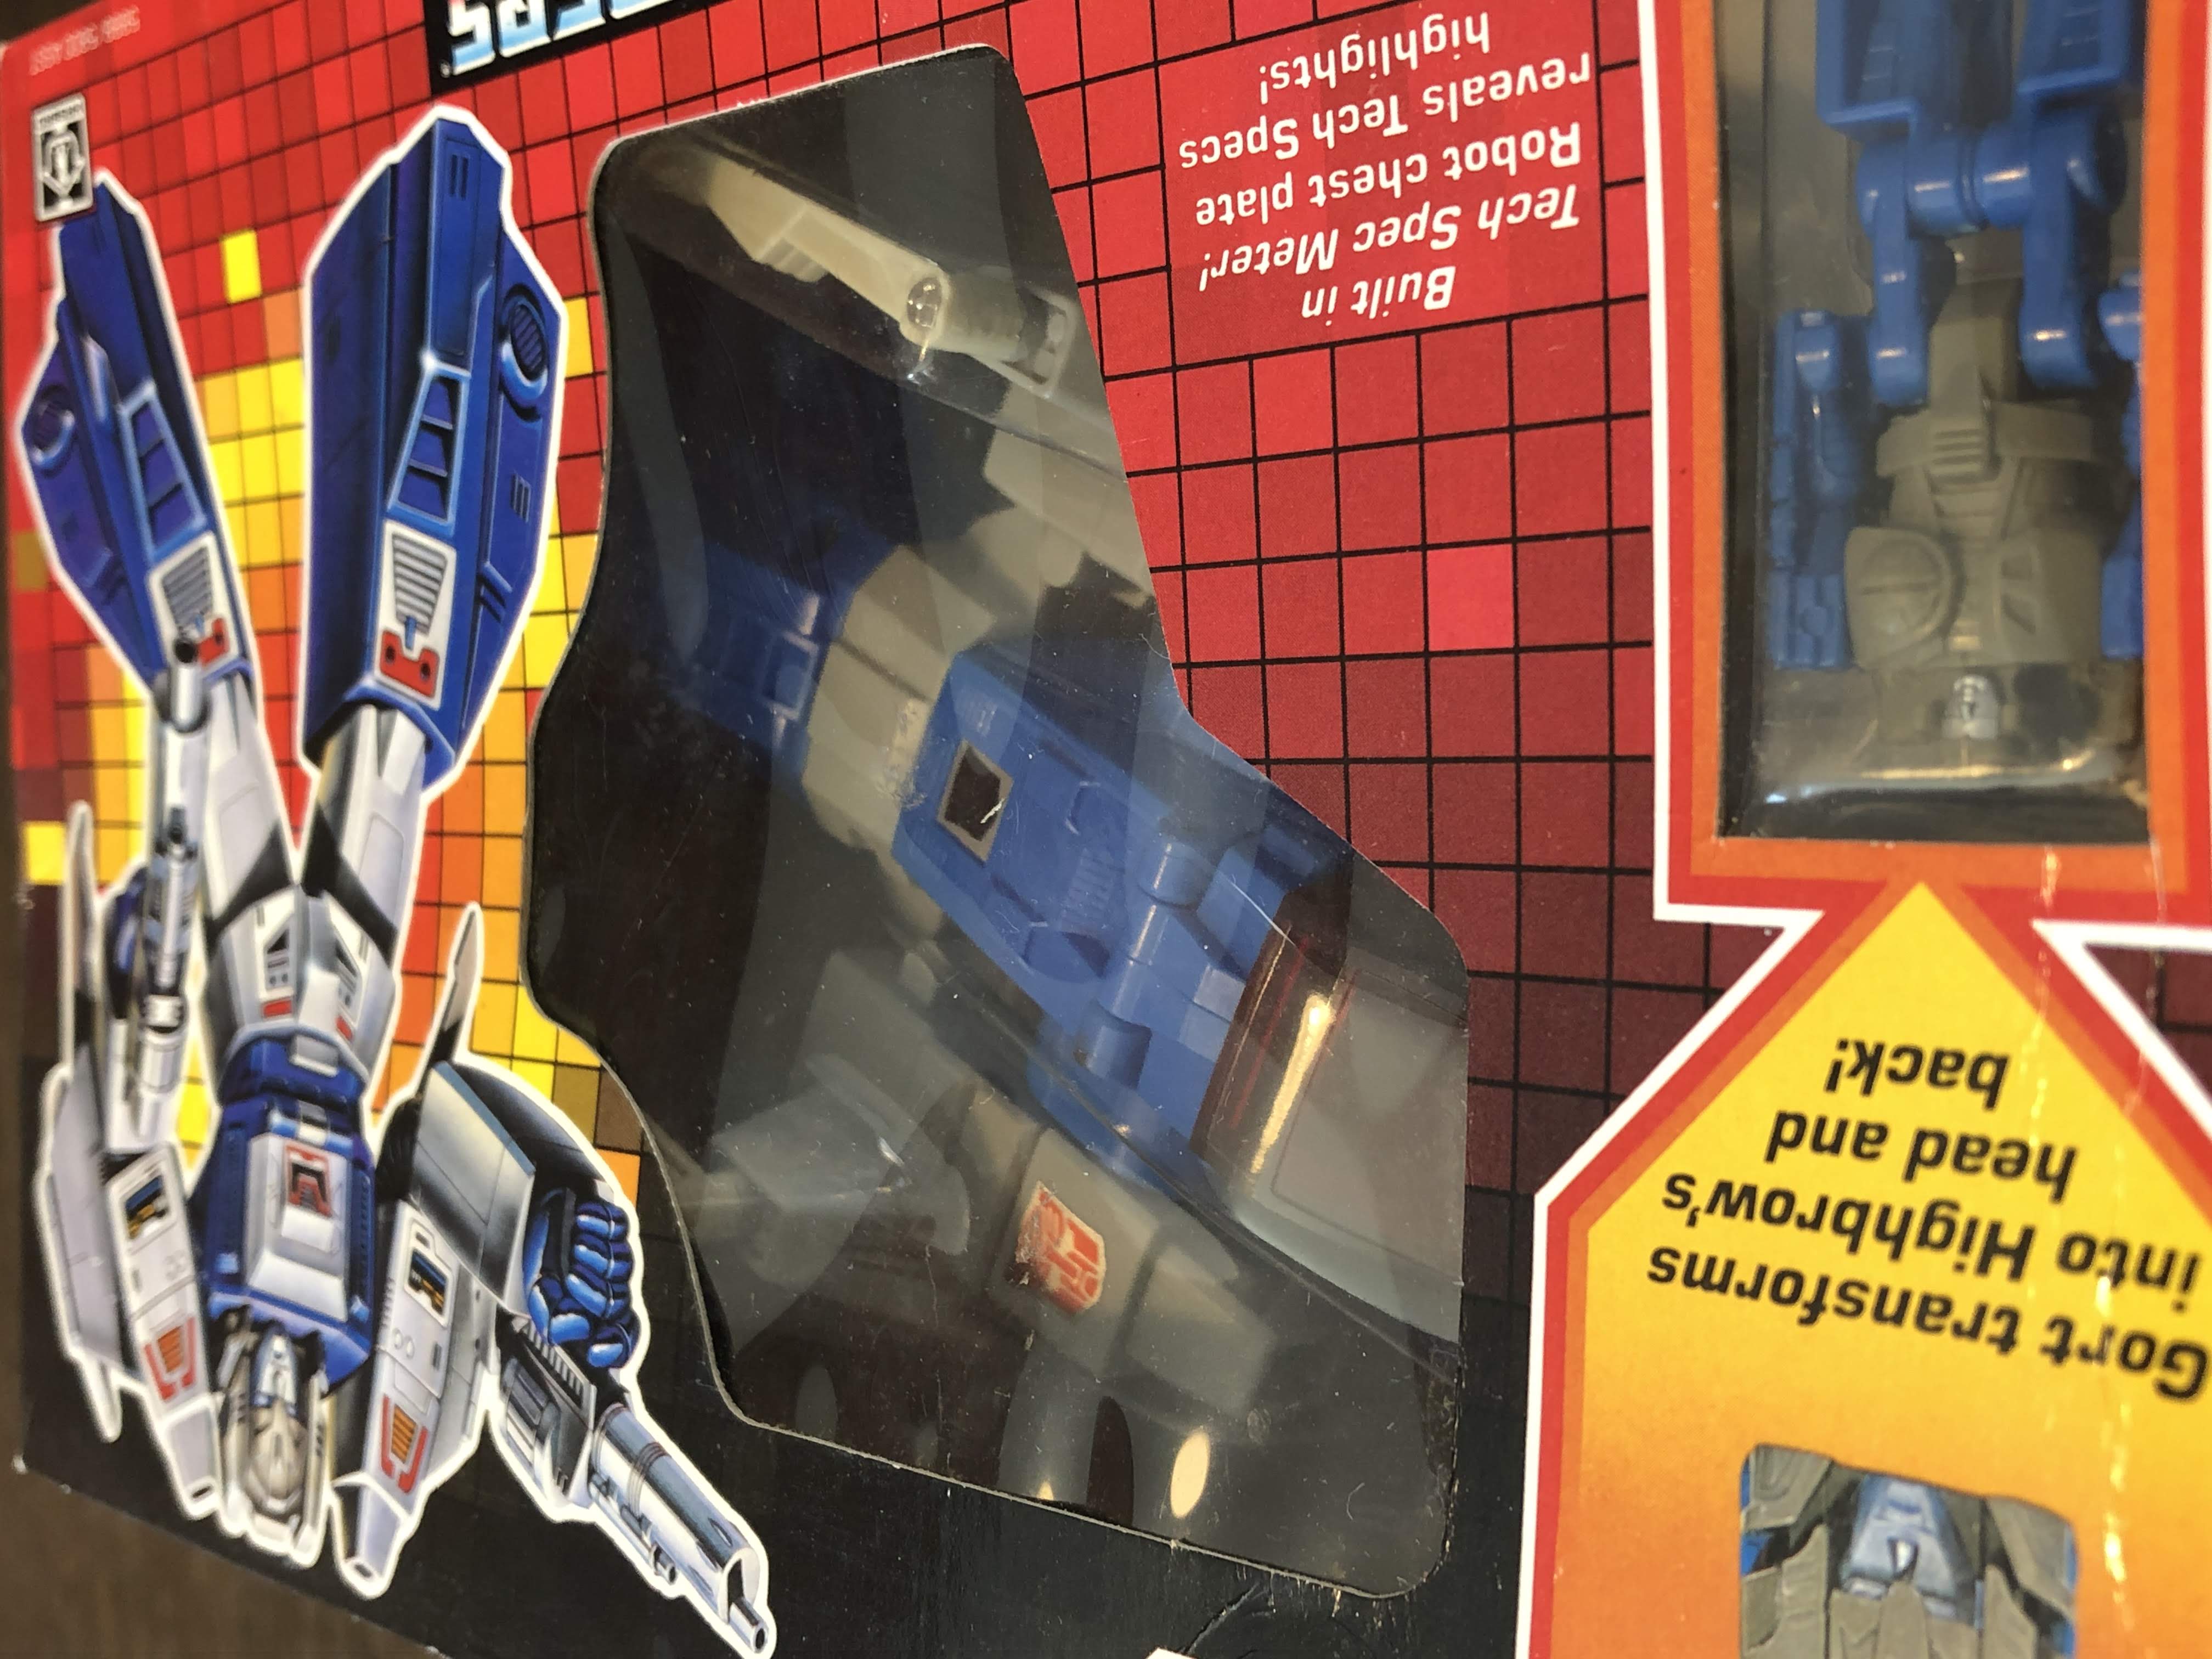 Built in
Tech Spec Meter!
Robot chest plate
reveals Tech Specs
highlights!
Gort transforms
into Highbrow's
head and
back!